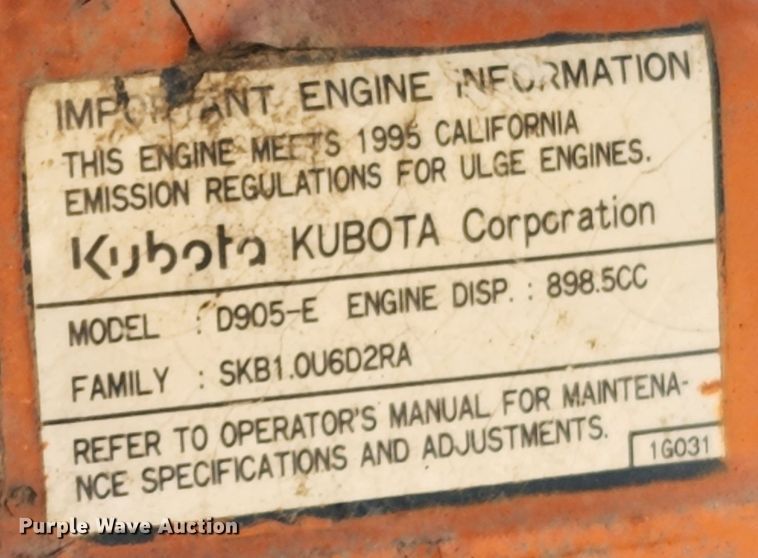 IMPORTANT ENGINE INFORMATION
THIS ENGINE MEETS 1995 CALIFORNIA
EMISSION REGULATIONS FOR ULGE ENGINES.
Kubota KUBOTA Corporation
MODEL : D905-E ENGINE DISP. : 898.5CC
FAMILY : SKB1.0U6D2RA
REFER TO OPERATOR'S MANUAL FOR MAINTENA-
NCE SPECIFICATIONS AND ADJUSTMENTS.
1G031
Purple Wave Auction